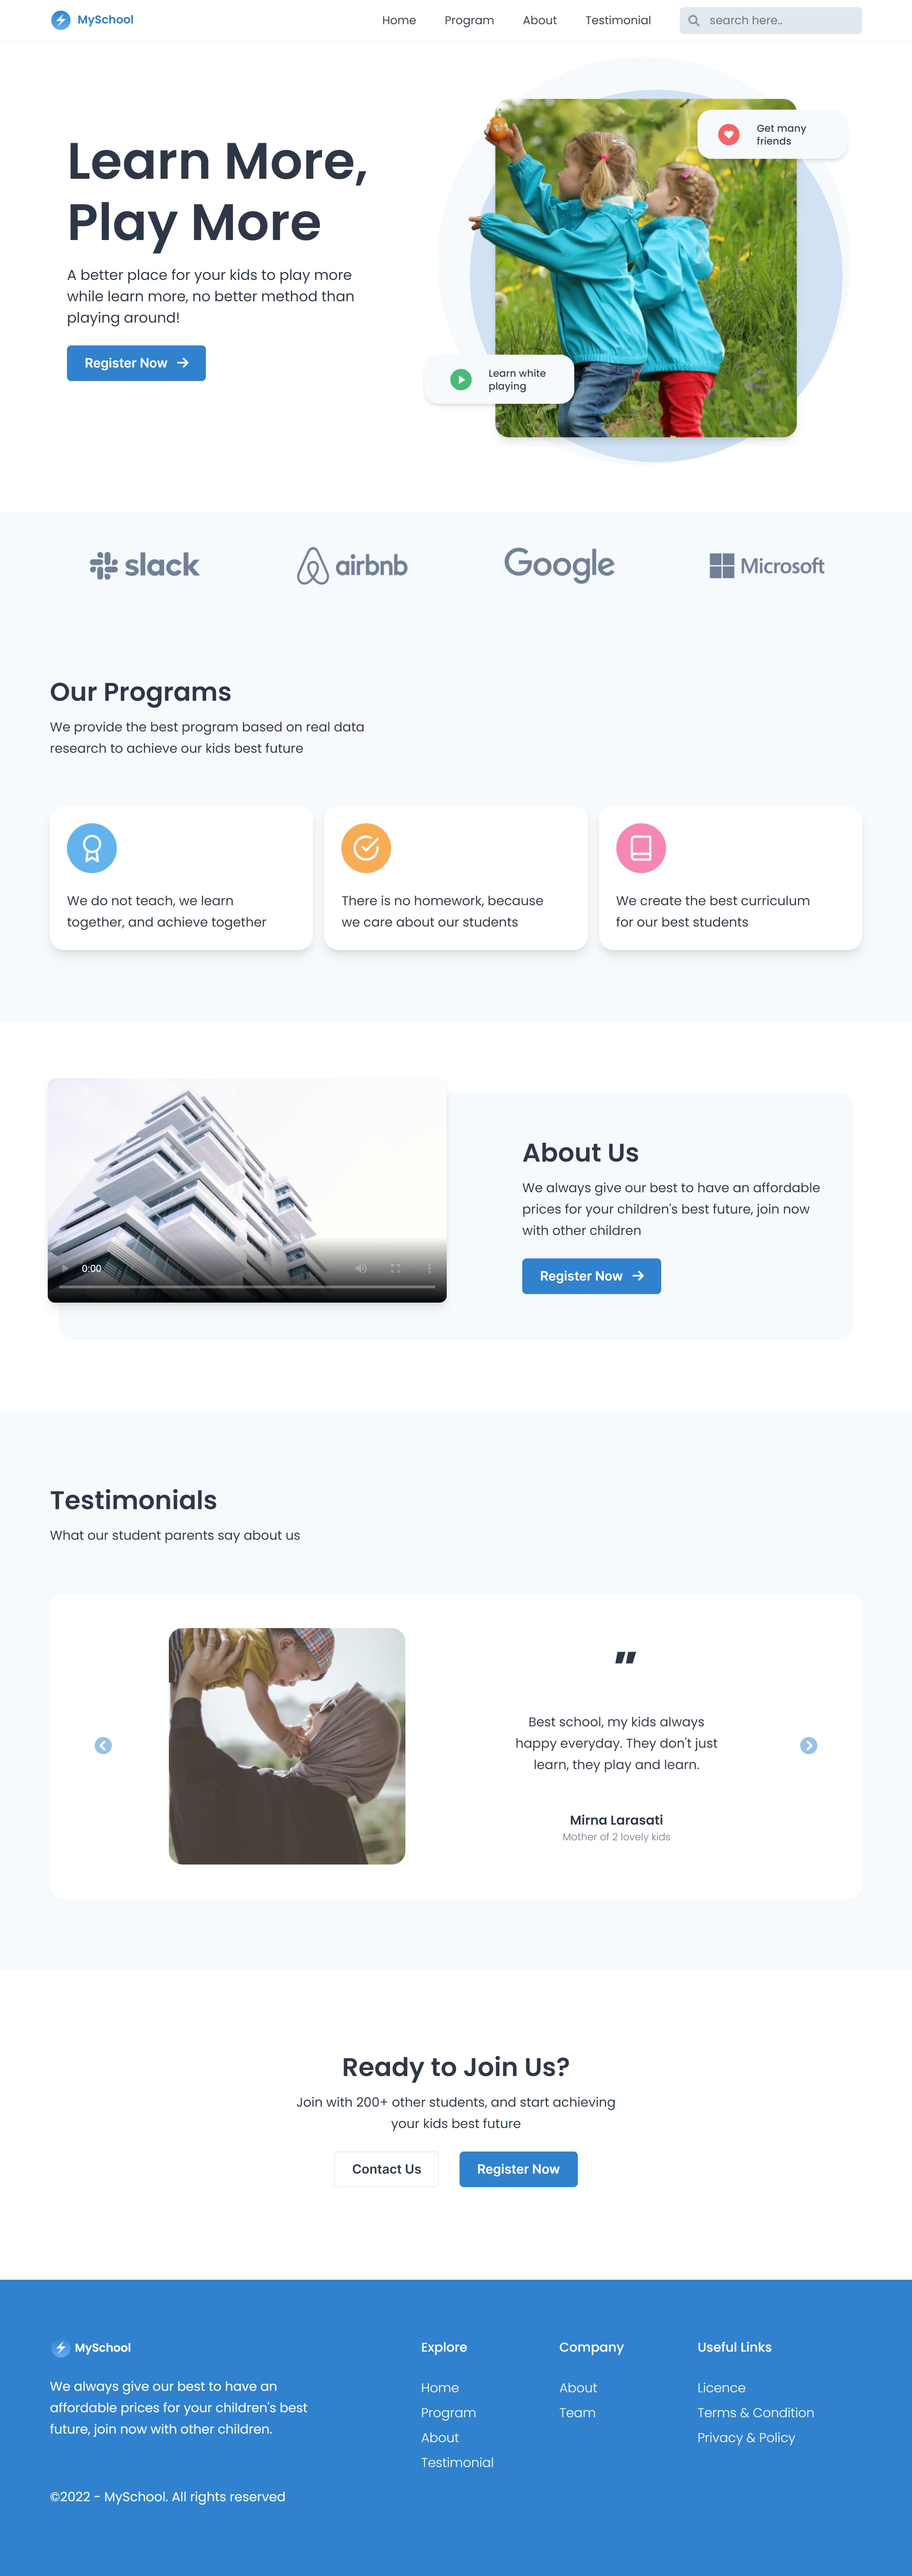 MySchool
Home
Program
About
Testimonial
search here..
Get many
friends
Learn More,
Play More
A better place for your kids to play more
while learn more, no better method than
playing around!
Register Now
Learn white
playing
slack
airbnb
Google
Microsoft
Our Programs
We provide the best program based on real data
research to achieve our kids best future
We do not teach, we learn
together, and achieve together
There is no homework, because
we care about our students
We create the best curriculum
for our best students
0:00
About Us
We always give our best to have an affordable
prices for your children's best future, join now
with other children
Register Now
Testimonials
What our student parents say about us
"
Best school, my kids always
happy everyday. They don't just
learn, they play and learn.
Mirna Larasati
Mother of 2 lovely kids
Ready to Join Us?
Join with 200+ other students, and start achieving
your kids best future
Contact Us
Register Now
MySchool
We always give our best to have an
affordable prices for your children's best
future, join now with other children.
©2022 - MySchool. All rights reserved
Explore
Home
Program
About
Testimonial
Company
About
Team
Useful Links
Licence
Terms & Condition
Privacy & Policy